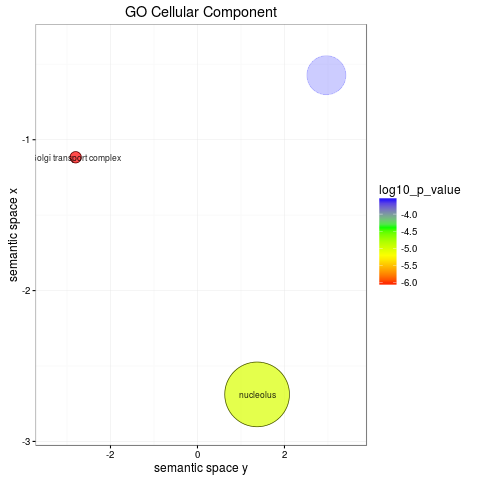 GO Cellular Component
-1
-2
-3
semantic space x
olgi transport complex
nucleolus
-2
0
2
semantic space y
log10_p_value
-4.0
-4.5
-5.0
-5.5
-6.0